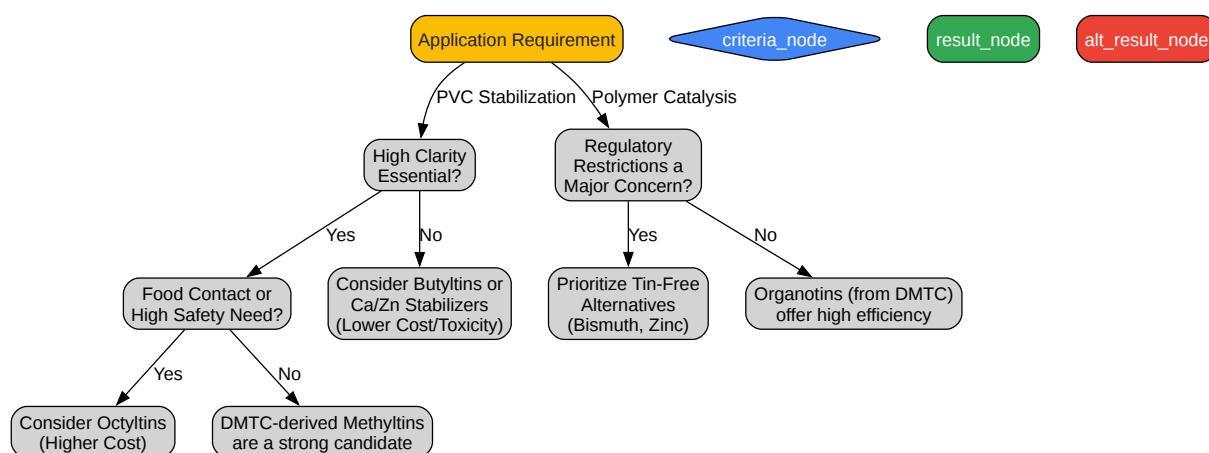 Application Requirement
criteria_node
result_node
alt_result_node
PVC Stabilization
Polymer Catalysis
High Clarity
Essential?
Regulatory
Restrictions a
Major Concern?
Yes
No
Yes
No
Food Contact or
High Safety Need?
Consider Butyltins or
Ca/Zn Stabilizers
(Lower Cost/Toxicity)
Prioritize Tin-Free
Alternatives
(Bismuth, Zinc)
Organotins (from DMTC)
offer high efficiency
Yes
No
Consider Octyltins
(Higher Cost)
DMTC-derived Methyltins
are a strong candidate